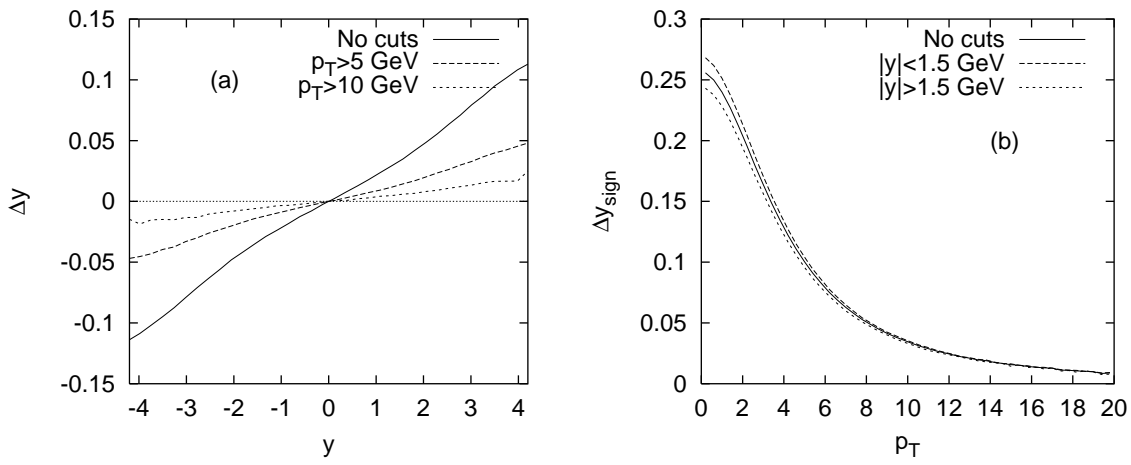 0.15
0.1
0.05
0
-0.05
-0.1
-0.15
-4 -3 -2 -1 0 1 2 3 4
Δy
y
(a)
No cuts
p_T>5 GeV
p_T>10 GeV
0.3
0.25
0.2
0.15
0.1
0.05
0
0 2 4 6 8 10 12 14 16 18 20
Δy_sign
p_T
No cuts
|y|<1.5 GeV
|y|>1.5 GeV
(b)